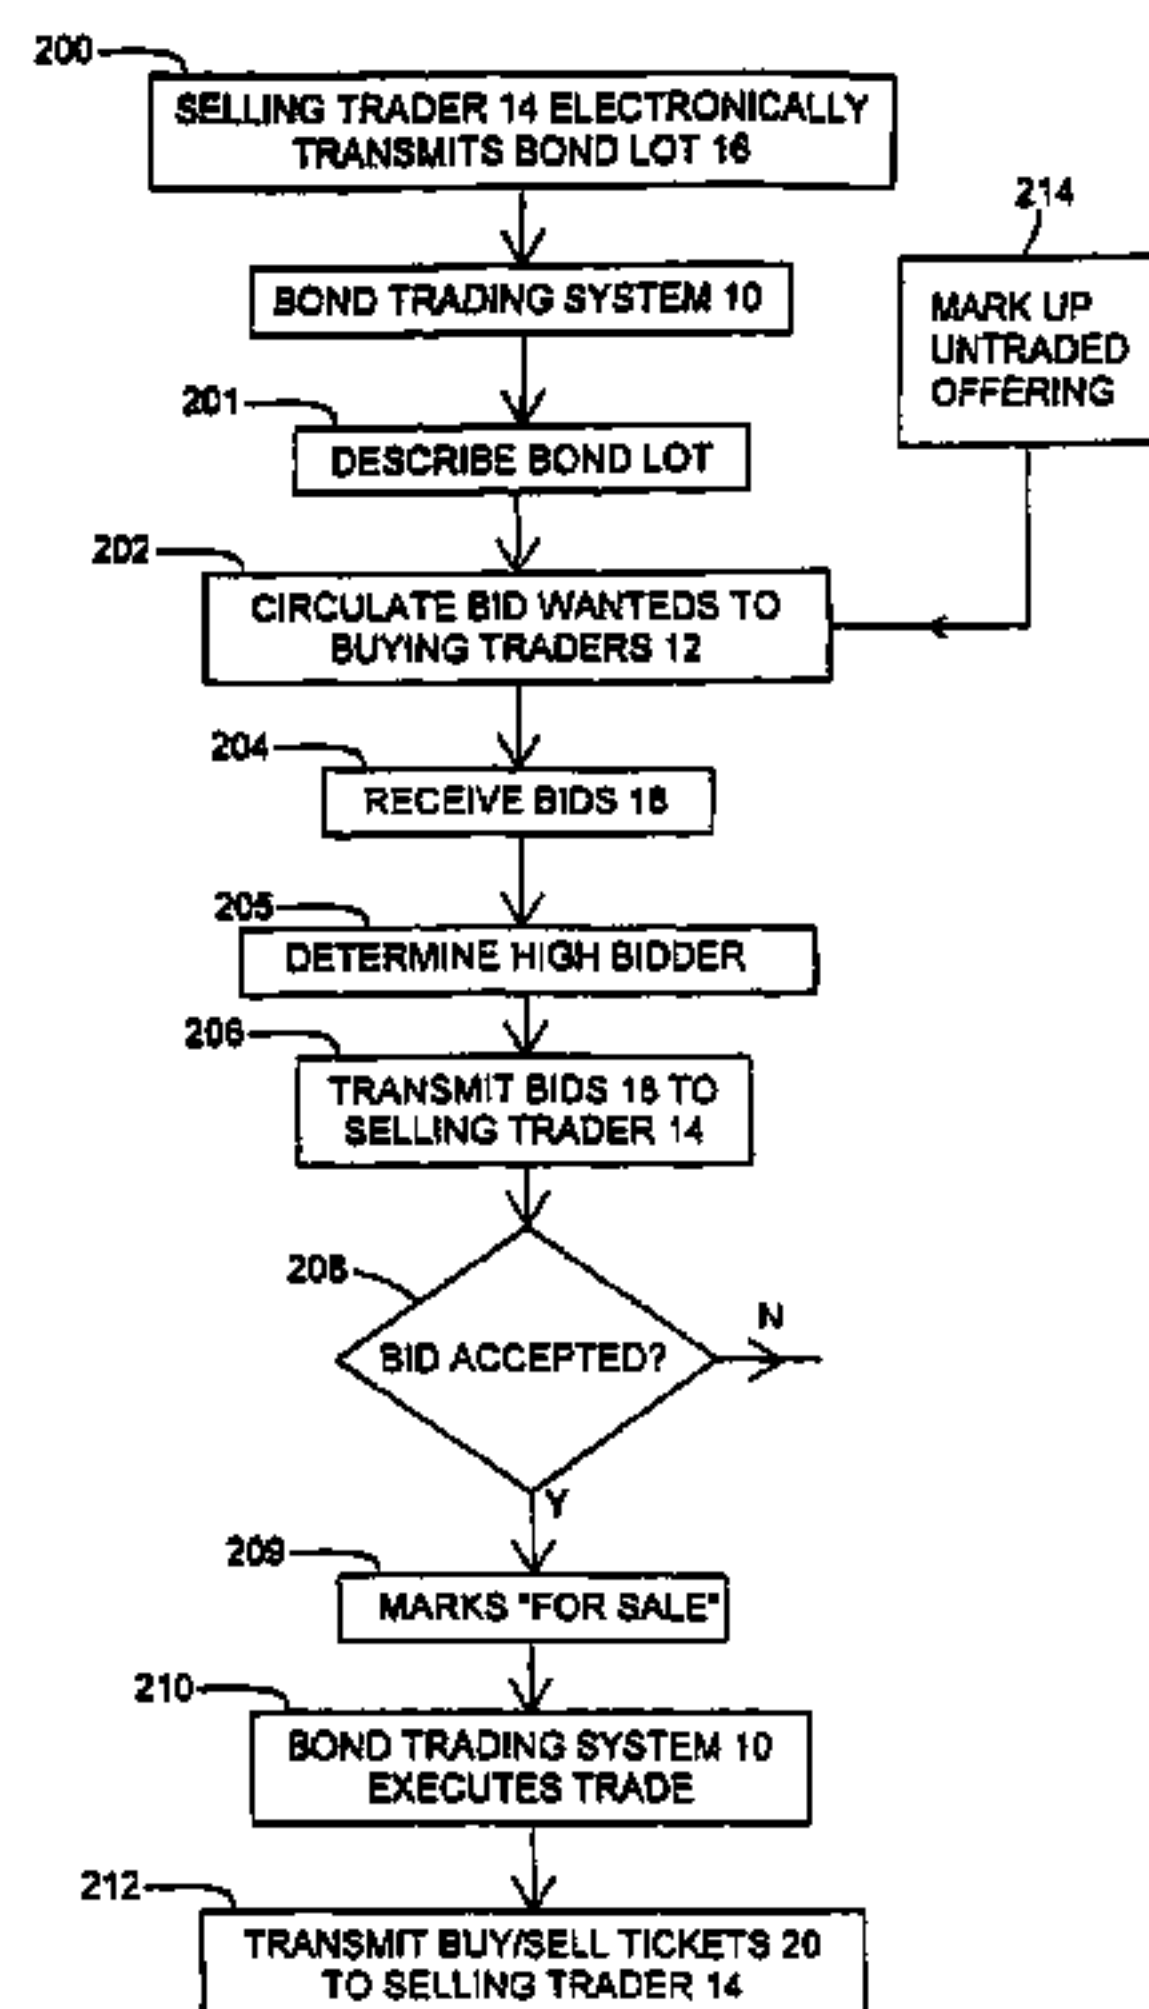 200
SELLING TRADER 14 ELECTRONICALLY
TRANSMITS BOND LOT 16
214
BOND TRADING SYSTEM 10
MARK UP
UNTRADED
OFFERING
201
DESCRIBE BOND LOT
202
CIRCULATE BID WANTEDS TO
BUYING TRADERS 12
204
RECEIVE BIDS 18
205
DETERMINE HIGH BIDDER
206
TRANSMIT BIDS 18 TO
SELLING TRADER 14
208
BID ACCEPTED?
N
Y
209
MARKS "FOR SALE"
210
BOND TRADING SYSTEM 10
EXECUTES TRADE
212
TRANSMIT BUY/SELL TICKETS 20
TO SELLING TRADER 14